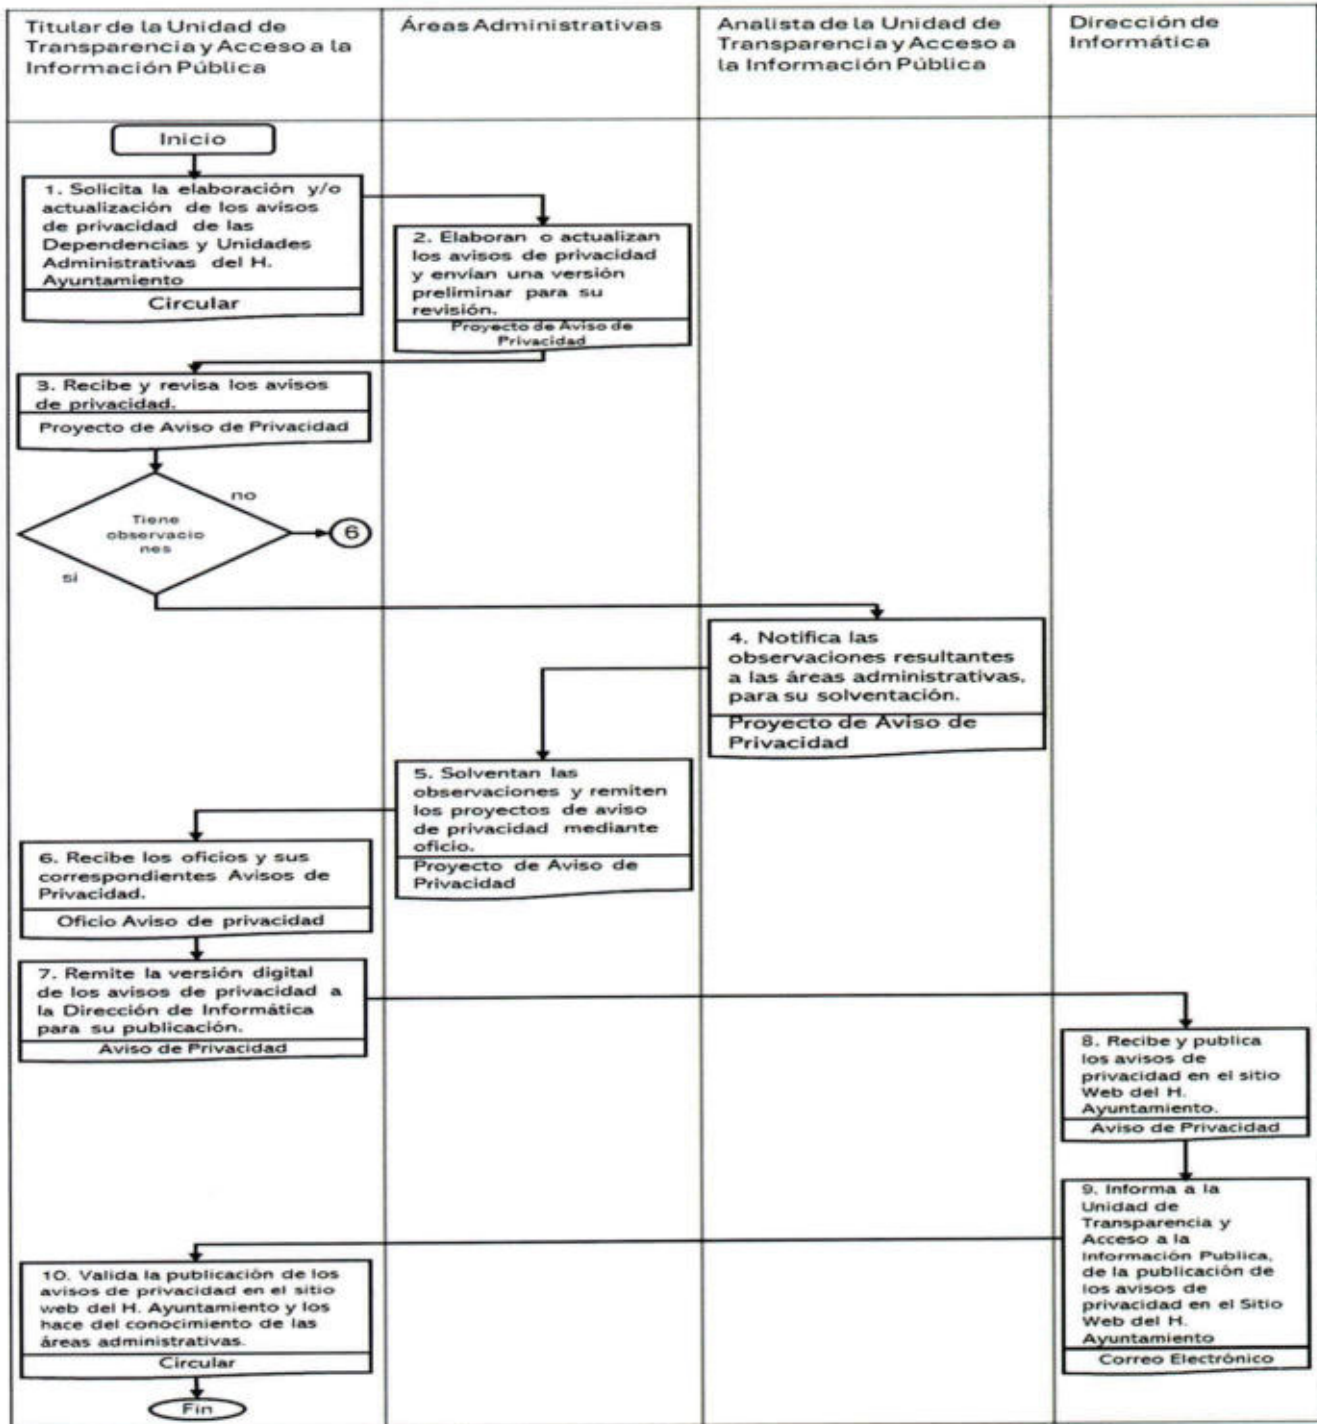 Titular de la Unidad de
Transparencia y Acceso a la
Información Pública
Áreas Administrativas
Analista de la Unidad de
Transparencia y Acceso a
la Información Pública
Dirección de
Informática
Inicio
1. Solicita la elaboración y/o
actualización de los avisos
de privacidad de las
Dependencias y Unidades
Administrativas del H.
Ayuntamiento
Circular
2. Elaboran o actualizan
los avisos de privacidad
y envían una versión
preliminar para su
revisión.
Proyecto de Aviso de
Privacidad
3. Recibe y revisa los avisos
de privacidad.
Proyecto de Aviso de Privacidad
no
Tiene
observacio
nes
6
si
4. Notifica las
observaciones resultantes
a las áreas administrativas,
para su solventación.
Proyecto de Aviso de
Privacidad
5. Solventan las
observaciones y remiten
los proyectos de aviso
de privacidad mediante
oficio.
Proyecto de Aviso de
Privacidad
6. Recibe los oficios y sus
correspondientes Avisos de
Privacidad.
Oficio Aviso de privacidad
7. Remite la versión digital
de los avisos de privacidad a
la Dirección de Informática
para su publicación.
Aviso de Privacidad
8. Recibe y publica
los avisos de
privacidad en el sitio
Web del H.
Ayuntamiento.
Aviso de Privacidad
9. Informa a la
Unidad de
Transparencia y
Acceso a la
Información Publica,
de la publicación de
los avisos de
privacidad en el Sitio
Web del H.
Ayuntamiento
Correo Electrónico
10. Valida la publicación de los
avisos de privacidad en el sitio
web del H. Ayuntamiento y los
hace del conocimiento de las
áreas administrativas.
Circular
Fin